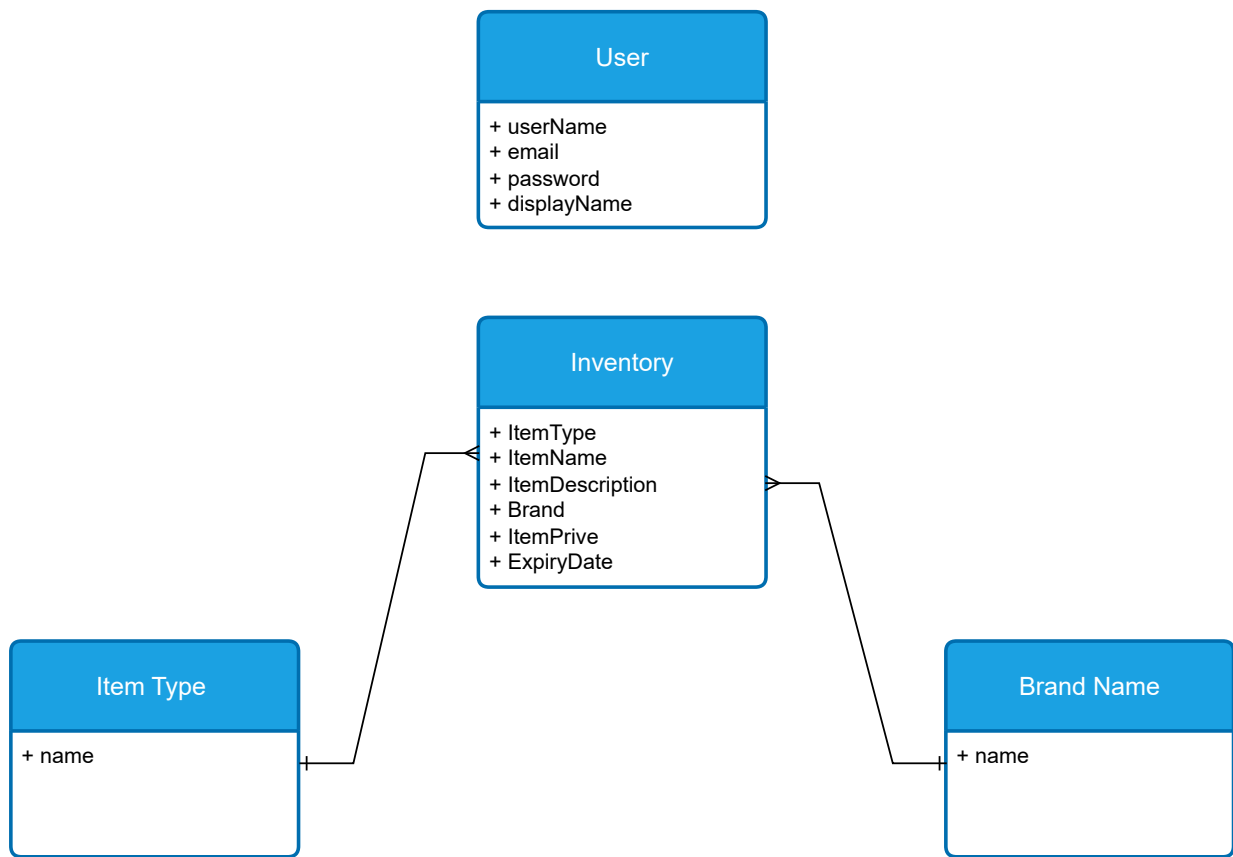 User
+ userName
+ email
+ password
+ displayName
Inventory
+ ItemType
+ ItemName
+ ItemDescription
+ Brand
+ ItemPrive
+ ExpiryDate
Item Type
+ name
Brand Name
+ name